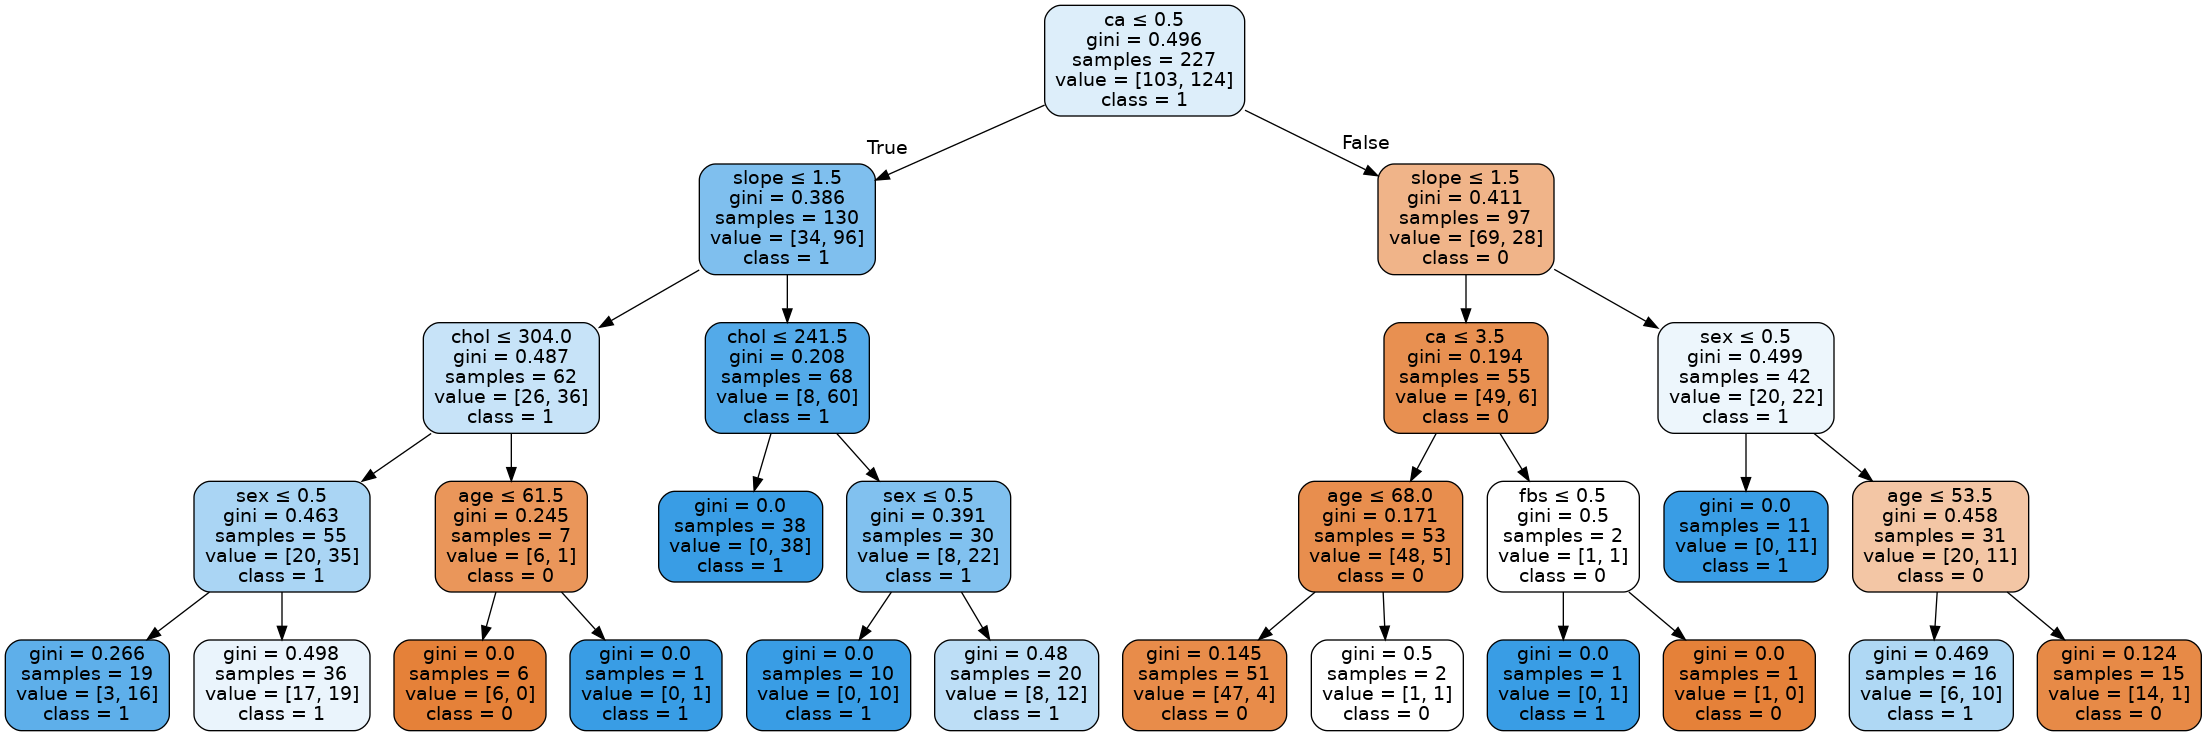 ca ≤ 0.5
gini = 0.496
samples = 227
value = [103, 124]
class = 1
True
False
slope ≤ 1.5
gini = 0.386
samples = 130
value = [34, 96]
class = 1
slope ≤ 1.5
gini = 0.411
samples = 97
value = [69, 28]
class = 0
chol ≤ 304.0
gini = 0.487
samples = 62
value = [26, 36]
class = 1
chol ≤ 241.5
gini = 0.208
samples = 68
value = [8, 60]
class = 1
ca ≤ 3.5
gini = 0.194
samples = 55
value = [49, 6]
class = 0
sex ≤ 0.5
gini = 0.499
samples = 42
value = [20, 22]
class = 1
sex ≤ 0.5
gini = 0.463
samples = 55
value = [20, 35]
class = 1
age ≤ 61.5
gini = 0.245
samples = 7
value = [6, 1]
class = 0
gini = 0.0
samples = 38
value = [0, 38]
class = 1
sex ≤ 0.5
gini = 0.391
samples = 30
value = [8, 22]
class = 1
age ≤ 68.0
gini = 0.171
samples = 53
value = [48, 5]
class = 0
fbs ≤ 0.5
gini = 0.5
samples = 2
value = [1, 1]
class = 0
gini = 0.0
samples = 11
value = [0, 11]
class = 1
age ≤ 53.5
gini = 0.458
samples = 31
value = [20, 11]
class = 0
gini = 0.266
samples = 19
value = [3, 16]
class = 1
gini = 0.498
samples = 36
value = [17, 19]
class = 1
gini = 0.0
samples = 6
value = [6, 0]
class = 0
gini = 0.0
samples = 1
value = [0, 1]
class = 1
gini = 0.0
samples = 10
value = [0, 10]
class = 1
gini = 0.48
samples = 20
value = [8, 12]
class = 1
gini = 0.145
samples = 51
value = [47, 4]
class = 0
gini = 0.5
samples = 2
value = [1, 1]
class = 0
gini = 0.0
samples = 1
value = [0, 1]
class = 1
gini = 0.0
samples = 1
value = [1, 0]
class = 0
gini = 0.469
samples = 16
value = [6, 10]
class = 1
gini = 0.124
samples = 15
value = [14, 1]
class = 0